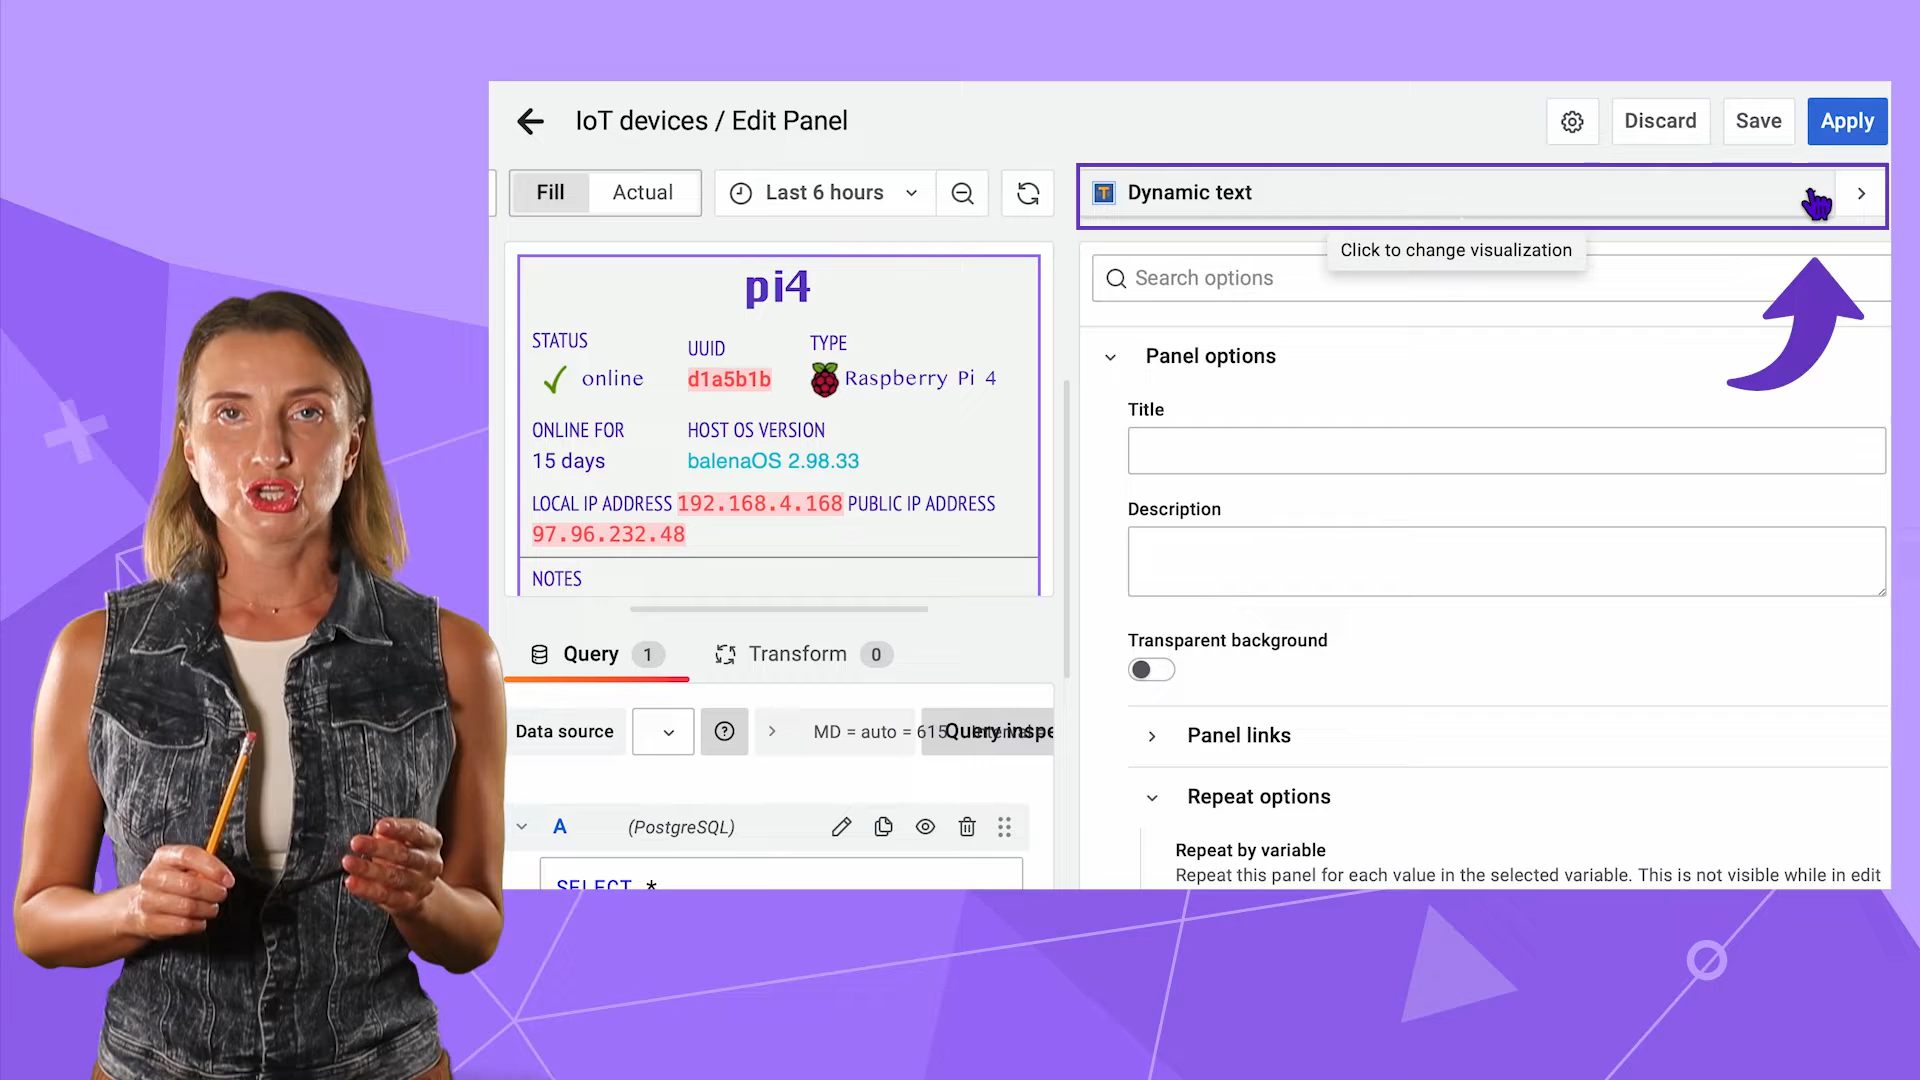 IoT devices / Edit Panel
Discard
Save
Apply
Fill
Actual
Last 6 hours
Dynamic text
Click to change visualization
Search options
pi4
STATUS
online
UUID
d1a5b1b
TYPE
Raspberry Pi 4
ONLINE FOR
15 days
HOST OS VERSION
balenaOS 2.98.33
LOCAL IP ADDRESS 192.168.4.168 PUBLIC IP ADDRESS
97.96.232.48
NOTES
Query 1
Transform 0
Data source
MD = auto = 615
Query inspe
A
(PostgreSQL)
SELECT *
Panel options
Title
Description
Transparent background
Panel links
Repeat options
Repeat by variable
Repeat this panel for each value in the selected variable. This is not visible while in edit